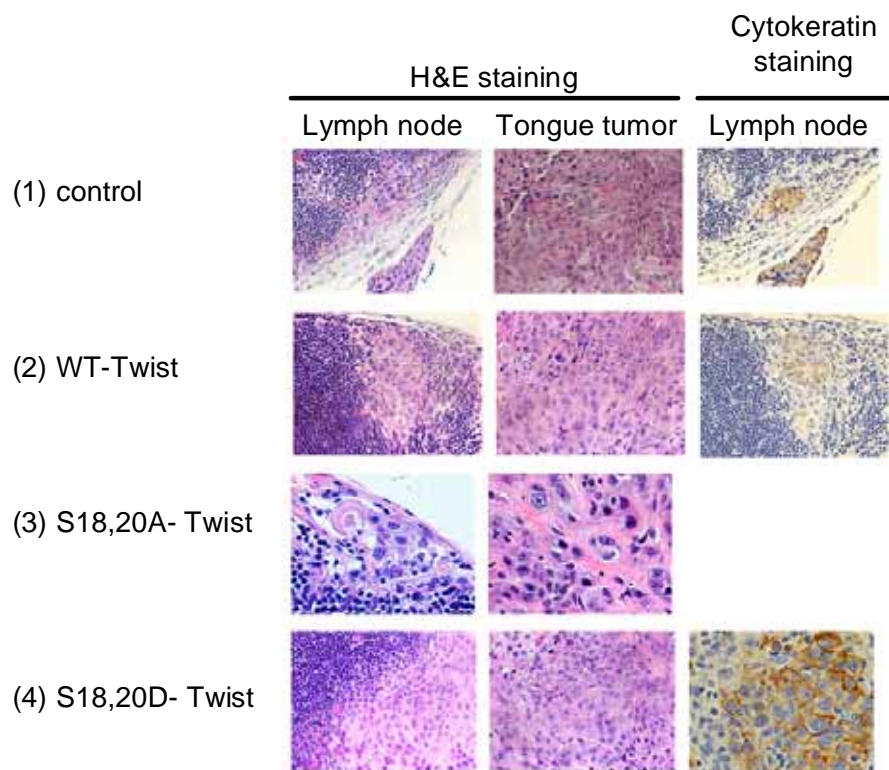 Cytokeratin
staining
H&E staining
Lymph node Tongue tumor Lymph node
(1) control
(2) WT-Twist
(3) S18,20A- Twist
(4) S18,20D- Twist